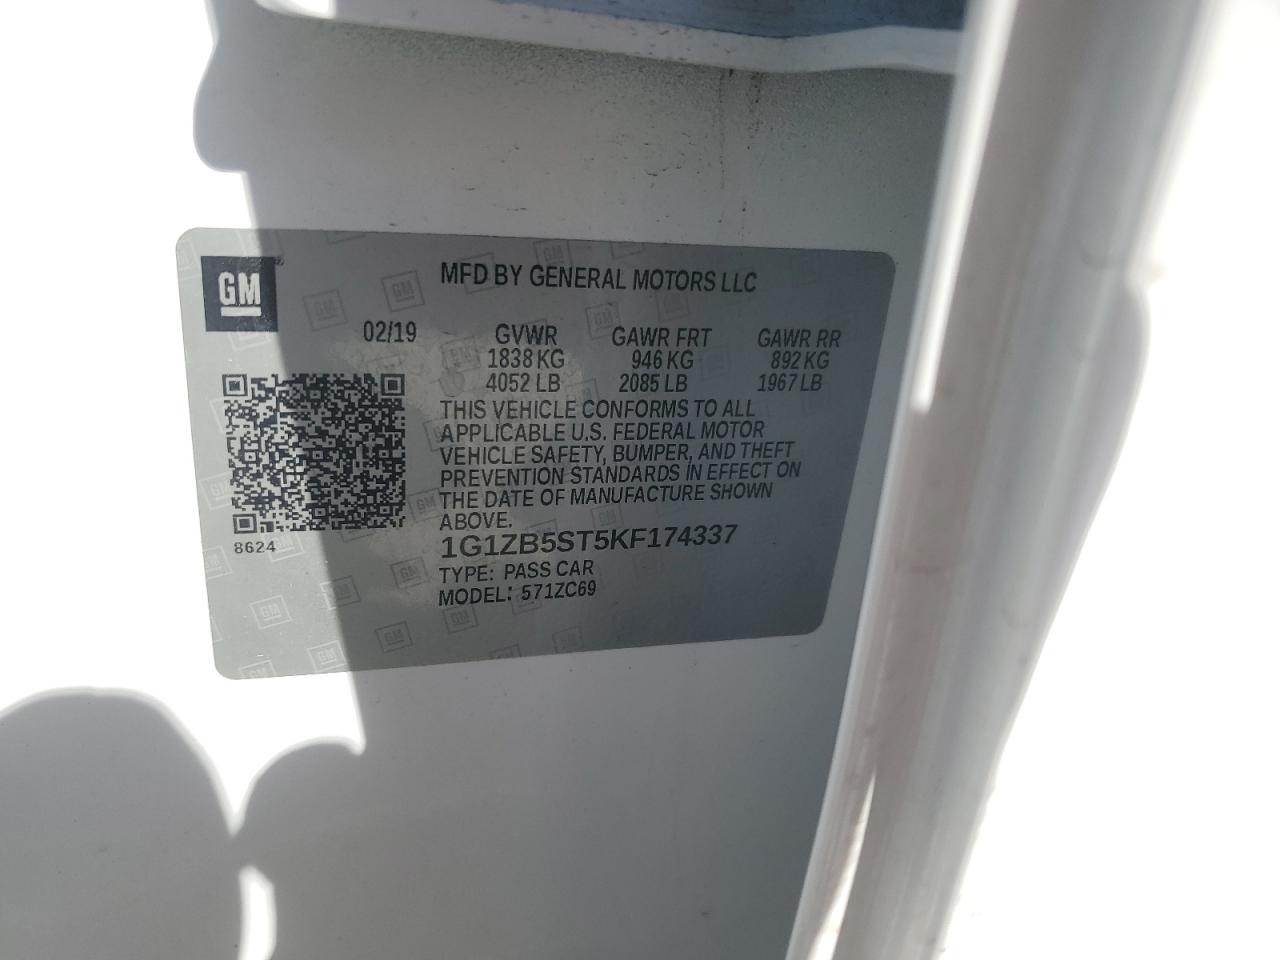 GM
MFD BY GENERAL MOTORS LLC
02/19 GVWR GAWR FRT GAWR RR
1838 KG 946 KG 892 KG
4052 LB 2085 LB 1967 LB
THIS VEHICLE CONFORMS TO ALL
APPLICABLE U.S. FEDERAL MOTOR
VEHICLE SAFETY, BUMPER, AND THEFT
PREVENTION STANDARDS IN EFFECT ON
THE DATE OF MANUFACTURE SHOWN
ABOVE.
8624
1G1ZB5ST5KF174337
TYPE: PASS CAR
MODEL: 571ZC69